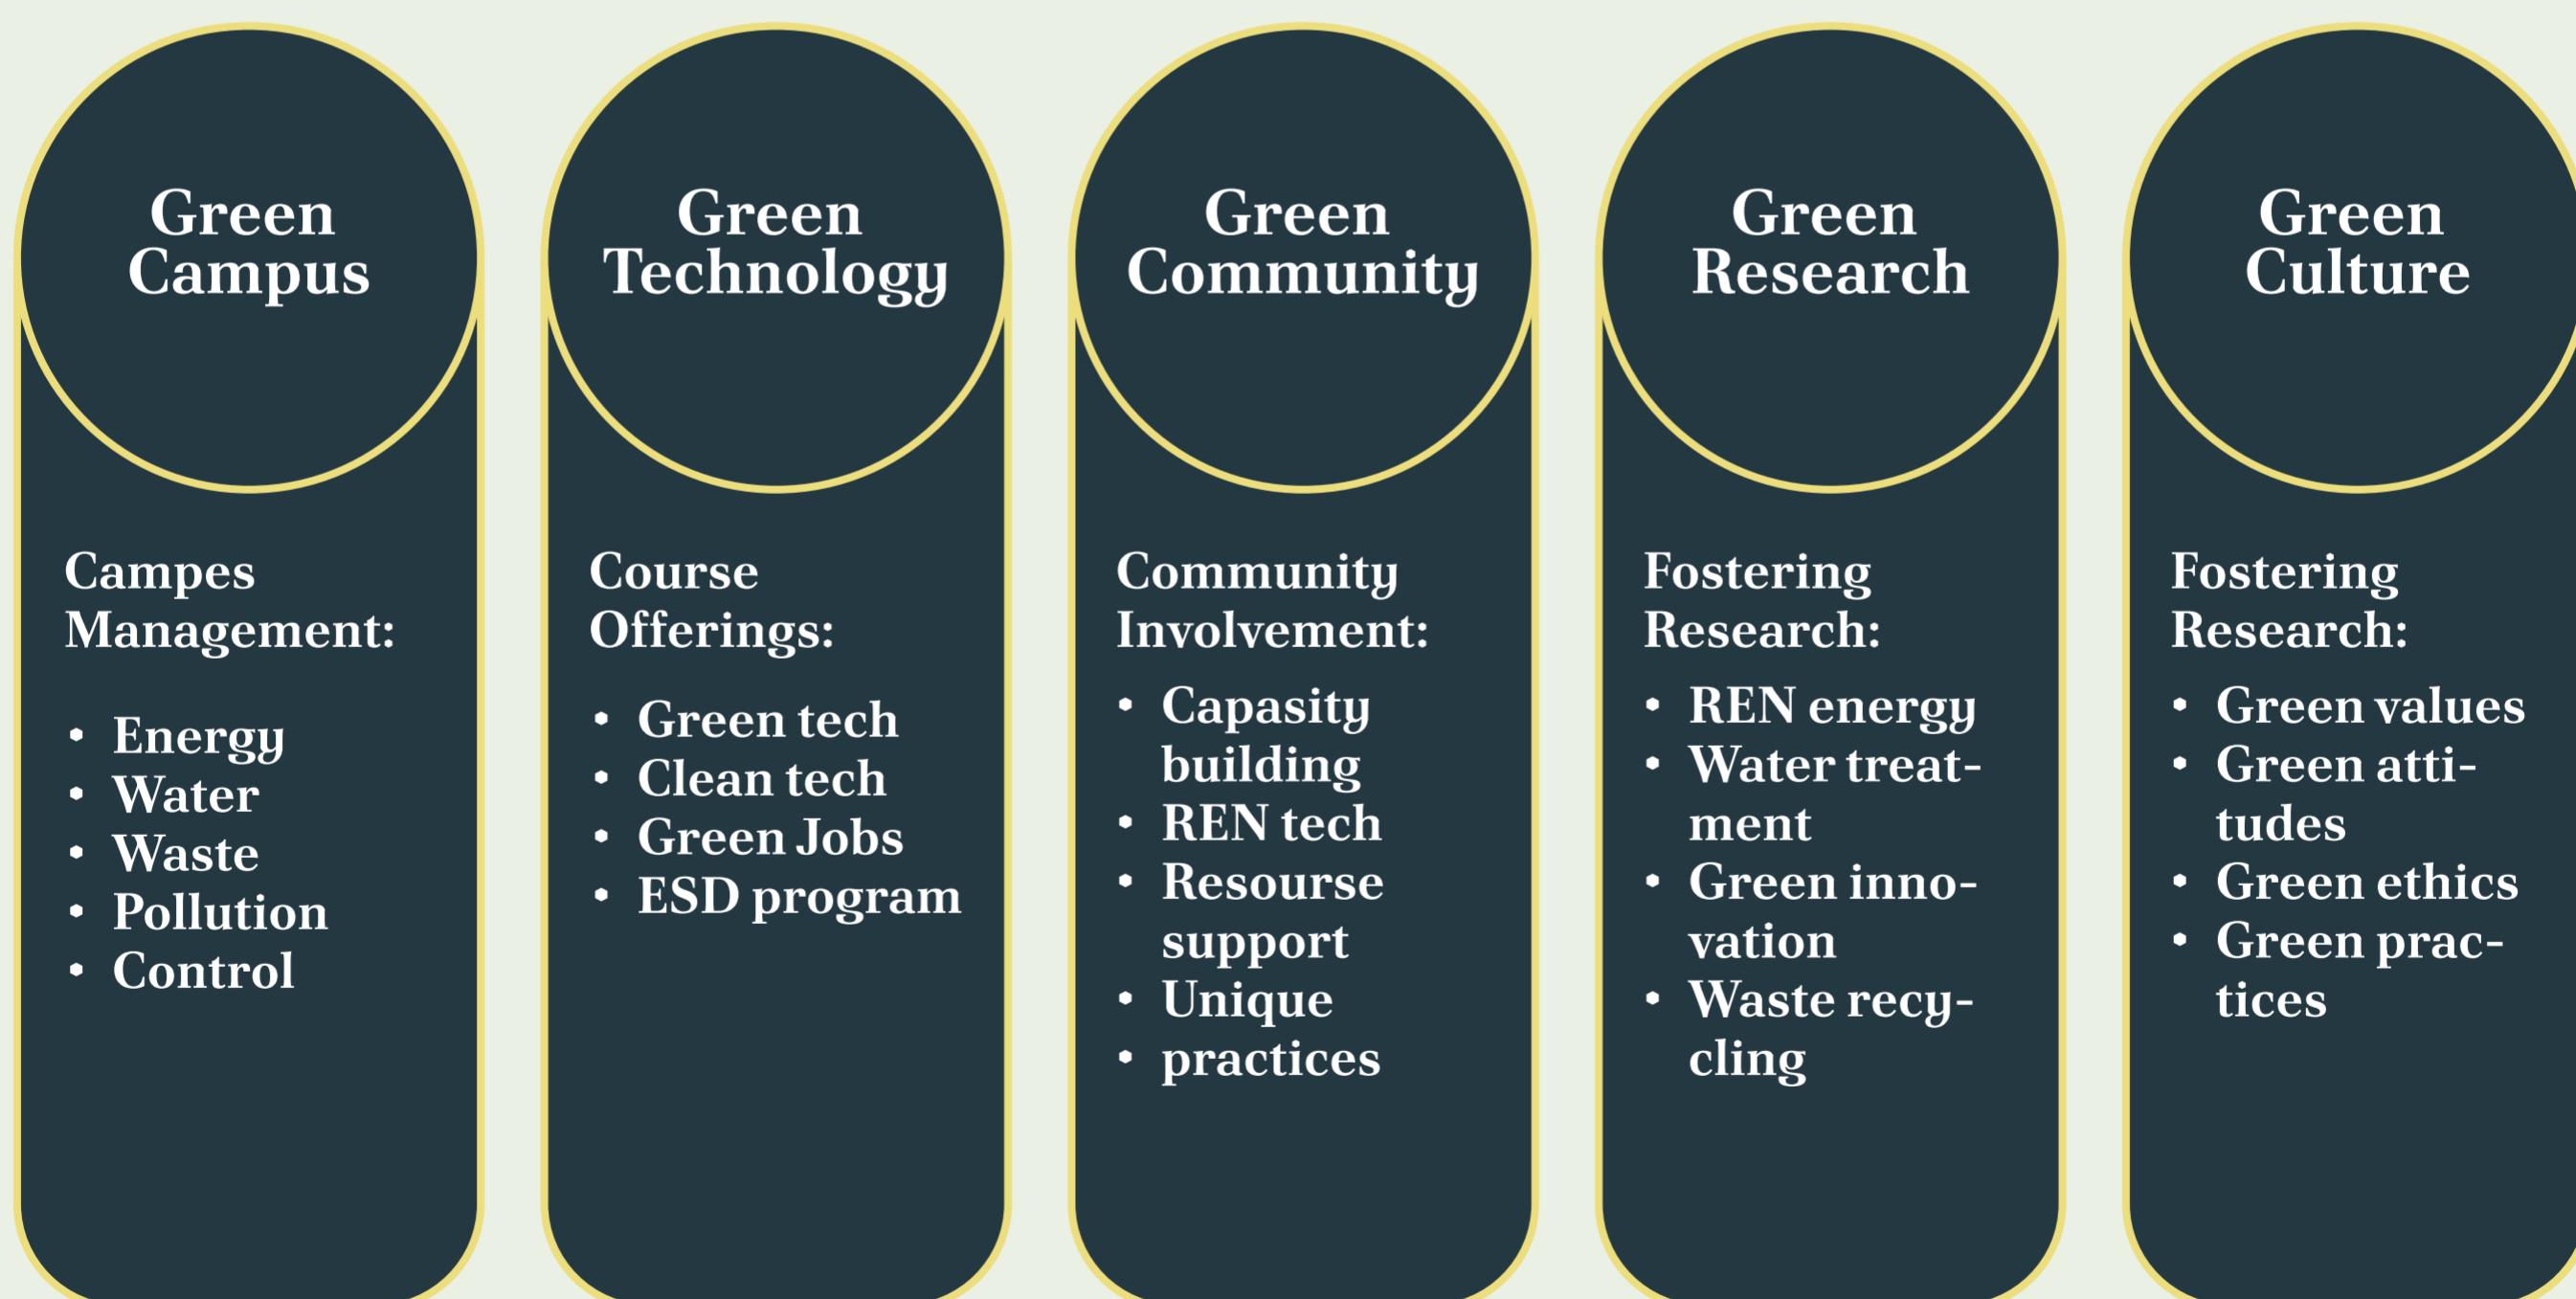 Green
Campus
Campes
Management:
• Energy
• Water
• Waste
• Pollution
• Control
Green
Technology
Course
Offerings:
• Green tech
• Clean tech
• Green Jobs
• ESD program
Green
Community
Community
Involvement:
• Capasity
building
• REN tech
• Resourse
support
• Unique
• practices
Green
Research
Fostering
Research:
• REN energy
• Water treat-
ment
• Green inno-
vation
• Waste recy-
cling
Green
Culture
Fostering
Research:
• Green values
• Green atti-
tudes
• Green ethics
• Green prac-
tices